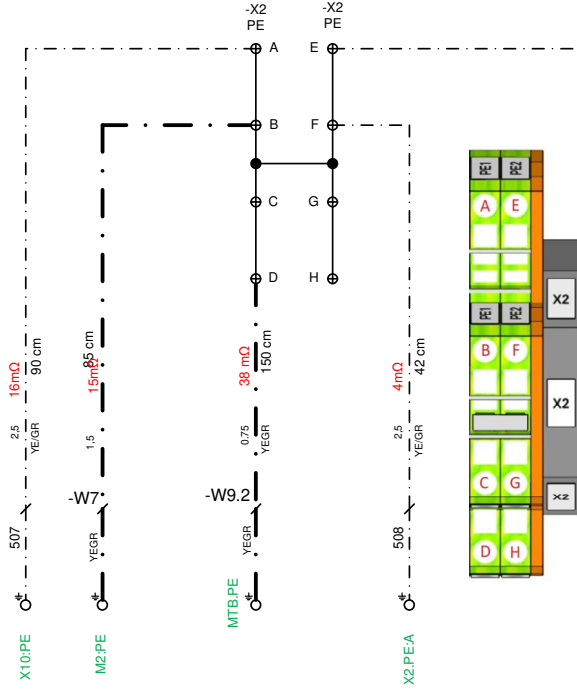 -X2
PE
-X2
PE
A
E
B
F
C
G
D
H
16mΩ
90 cm
2,5
YE/GR
507
X10:PE
15mΩ
85 cm
1,5
-W7
YEGR
M2:PE
38 mΩ
150 cm
0.75
YEGR
-W9.2
YEGR
MTB.PE
4mΩ
42 cm
2,5
YE/GR
508
X2.PE:A
PE1
PE2
A
E
X2
PE1
PE2
B
F
X2
C
G
X2
D
H